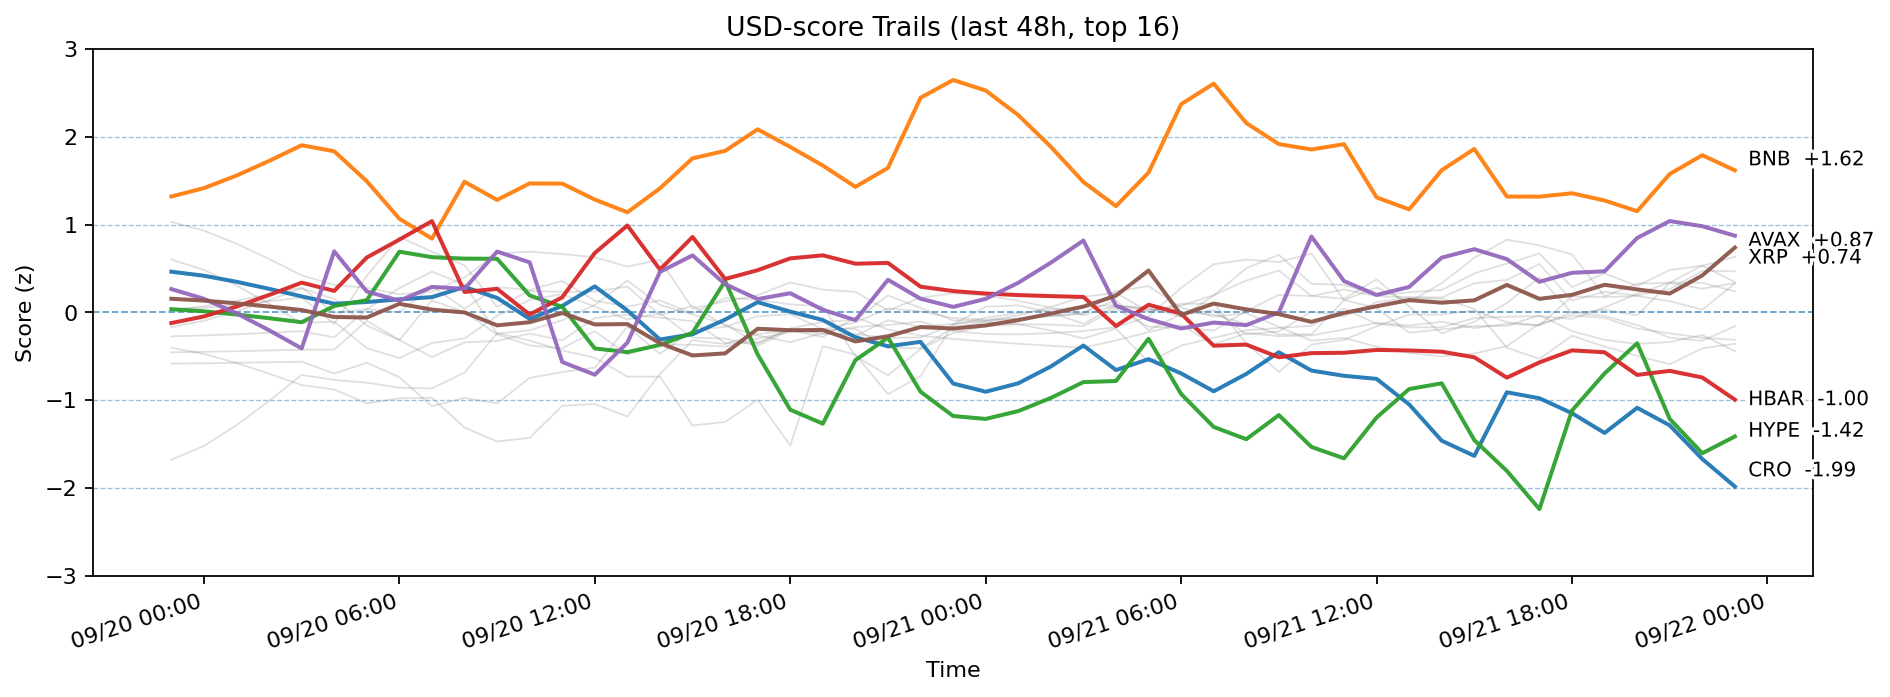 USD-score Trails (last 48h, top 16)
Score (z)
3
2
1
0
−1
−2
−3
BNB +1.62
AVAX +0.87
XRP +0.74
HBAR -1.00
HYPE -1.42
CRO -1.99
09/20 00:00
09/20 06:00
09/20 12:00
09/20 18:00
09/21 00:00
09/21 06:00
09/21 12:00
09/21 18:00
09/22 00:00
Time